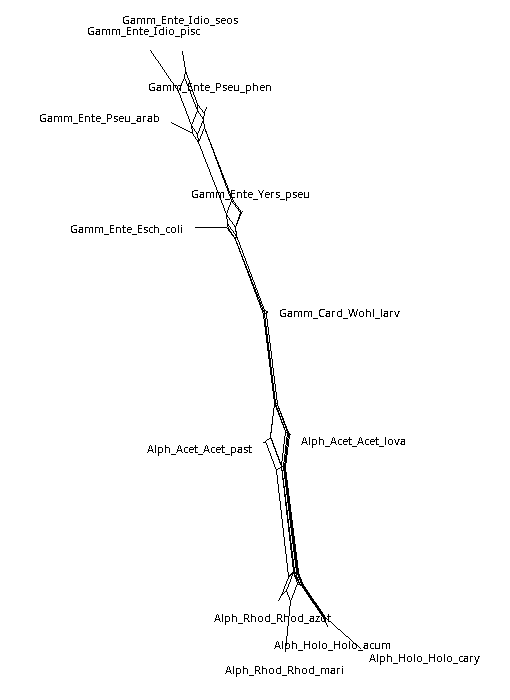 Gamm_Ente_Idio_seos
Gamm_Ente_Idio_pisc
Gamm_Ente_Pseu_phen
Gamm_Ente_Pseu_arab
Gamm_Ente_Yers_pseu
Gamm_Ente_Esch_coli
Gamm_Card_Wohl_larv
Alph_Acet_Acet_lova
Alph_Acet_Acet_past
Alph_Rhod_Rhod_azot
Alph_Holo_Holo_acum
Alph_Holo_Holo_cary
Alph_Rhod_Rhod_mari